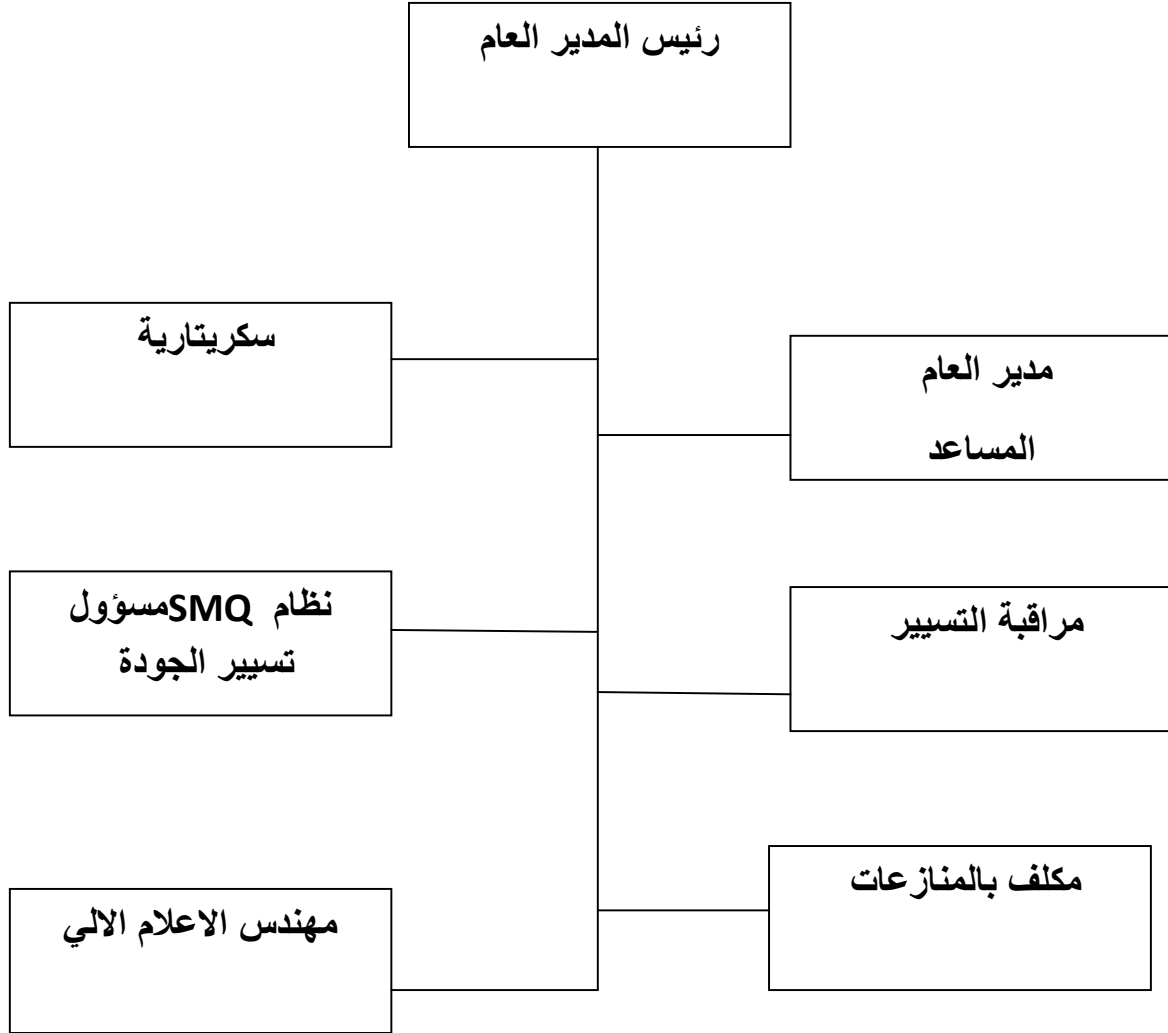 رئيس المدير العام
سكريتارية
مدير العام
المساعد
نظام SMQمسؤول
تسيير الجودة
مراقبة التسيير
مكلف بالمنازعات
مهندس الاعلام الالي